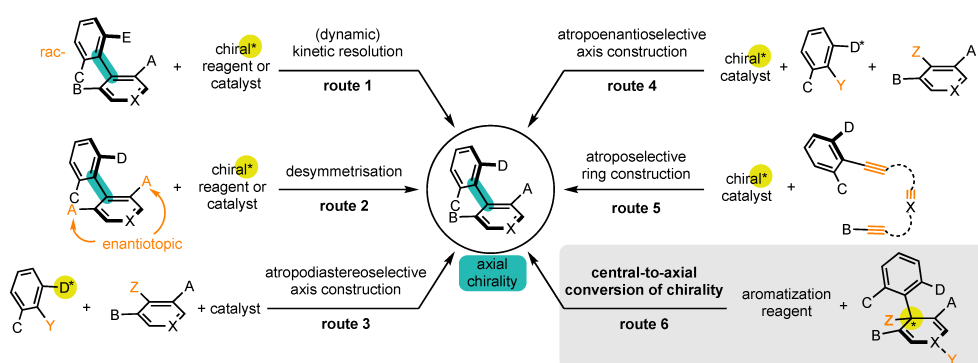 rac-
E
A
C
B
X
+
chiral*
reagent or
catalyst
(dynamic)
kinetic resolution
route 1
atropoenantioselective
axis construction
route 4
chiral*
catalyst
+
D*
C
Y
+
Z
A
B
X
D
A
C
A
X
enantiotopic
+
chiral*
reagent or
catalyst
desymmetrisation
route 2
D
C
A
B
X
axial
chirality
atroposelective
ring construction
route 5
chiral*
catalyst
+
D
C
X
B
D*
Y
C
+
Z
A
B
X
+ catalyst
atropodiastereoselective
axis construction
route 3
central-to-axial
conversion of chirality
route 6
aromatization
reagent
+
D
C
A
Z
*
B
X
Y